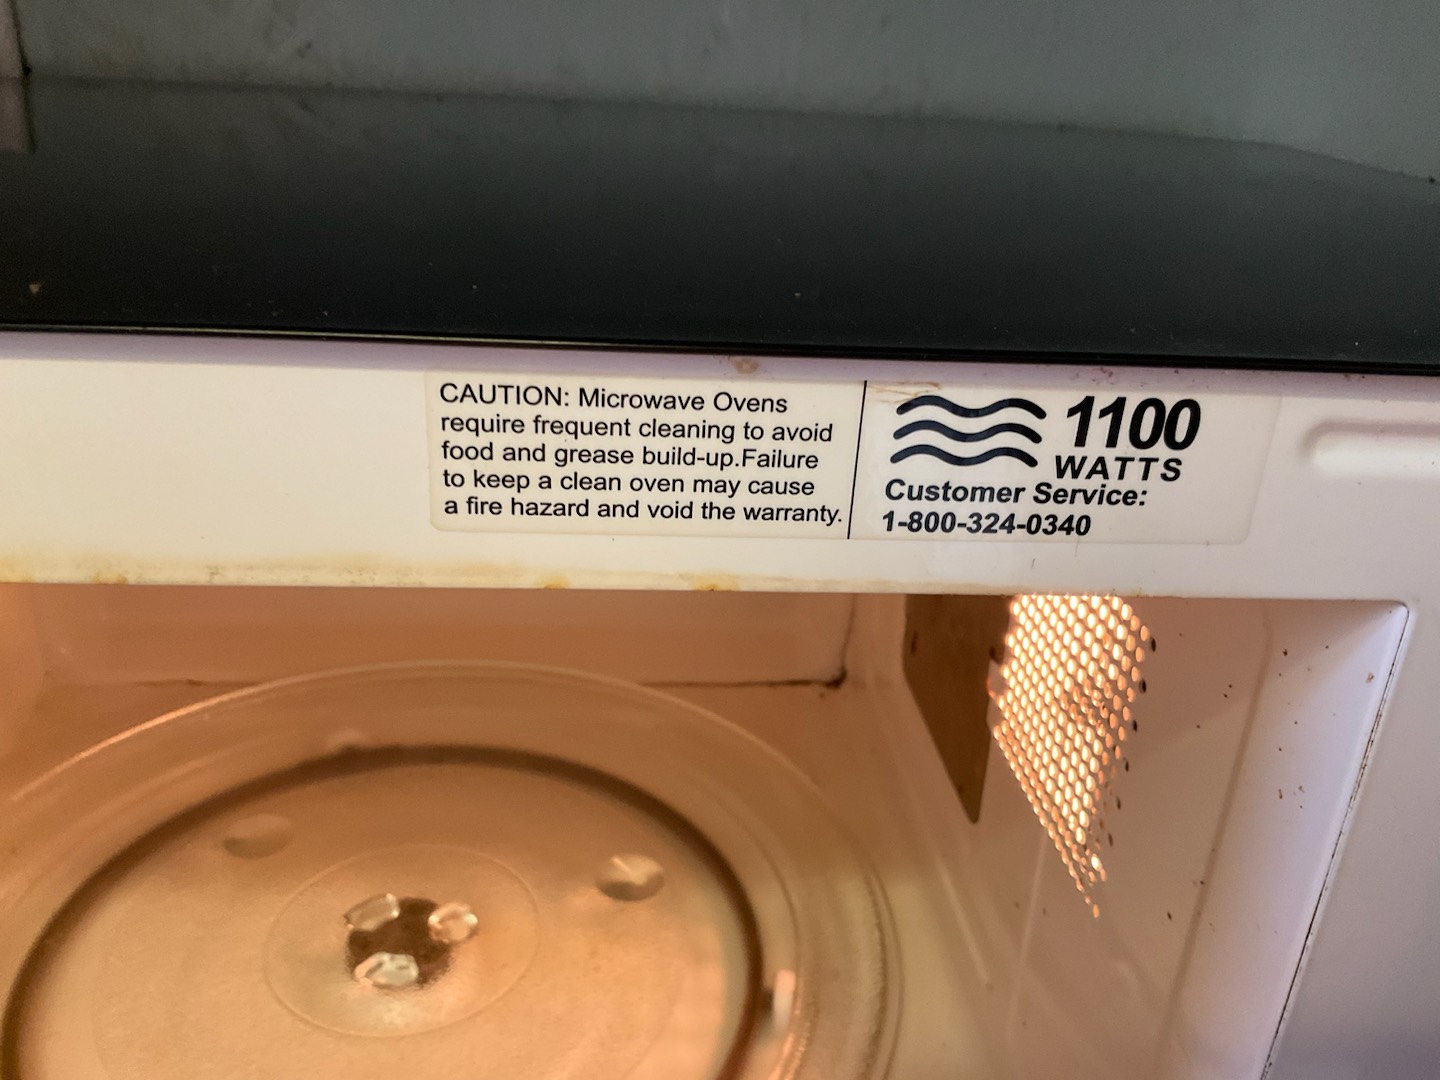 CAUTION: Microwave Ovens
require frequent cleaning to avoid
food and grease build-up.Failure
to keep a clean oven may cause
a fire hazard and void the warranty.
1100
WATTS
Customer Service:
1-800-324-0340